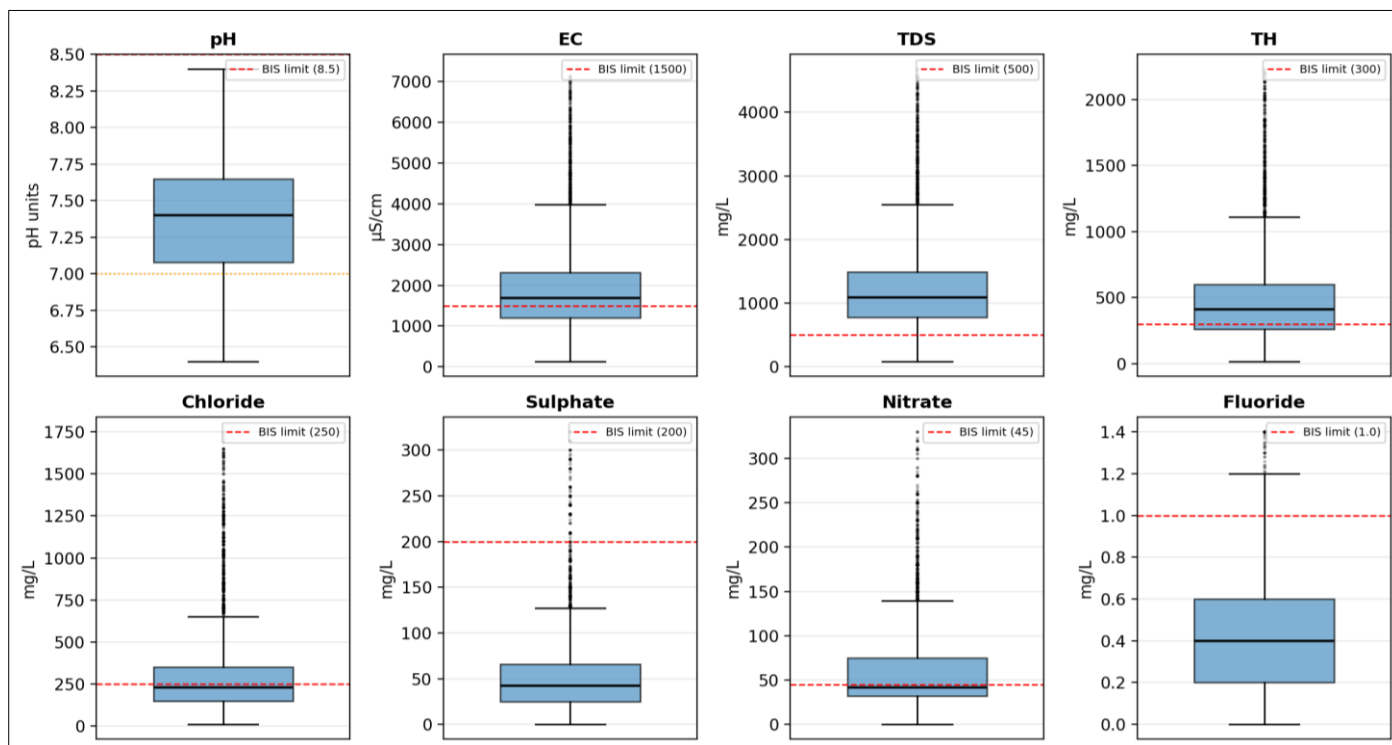 pH
8.50
8.25
8.00
7.75
7.50
7.25
7.00
6.75
6.50
pH units
BIS limit (8.5)
EC
7000
6000
5000
4000
3000
2000
1000
0
µS/cm
BIS limit (1500)
TDS
4000
3000
2000
1000
0
mg/L
BIS limit (500)
TH
2000
1500
1000
500
0
mg/L
BIS limit (300)
Chloride
1750
1500
1250
1000
750
500
250
0
mg/L
BIS limit (250)
Sulphate
300
250
200
150
100
50
0
mg/L
BIS limit (200)
Nitrate
300
250
200
150
100
50
0
mg/L
BIS limit (45)
Fluoride
1.4
1.2
1.0
0.8
0.6
0.4
0.2
0.0
mg/L
BIS limit (1.0)